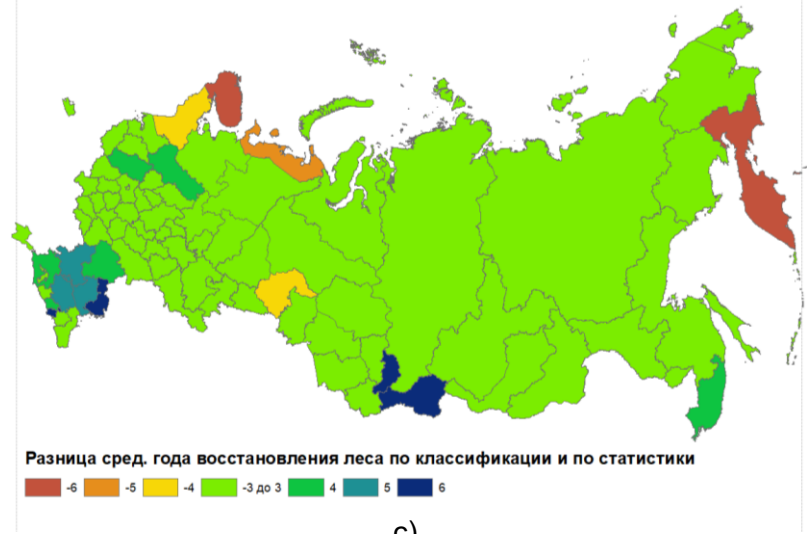 Разница сред. года восстановления леса по классификации и по статистики
-6 -5 -4 -3 до 3 4 5 6
c)